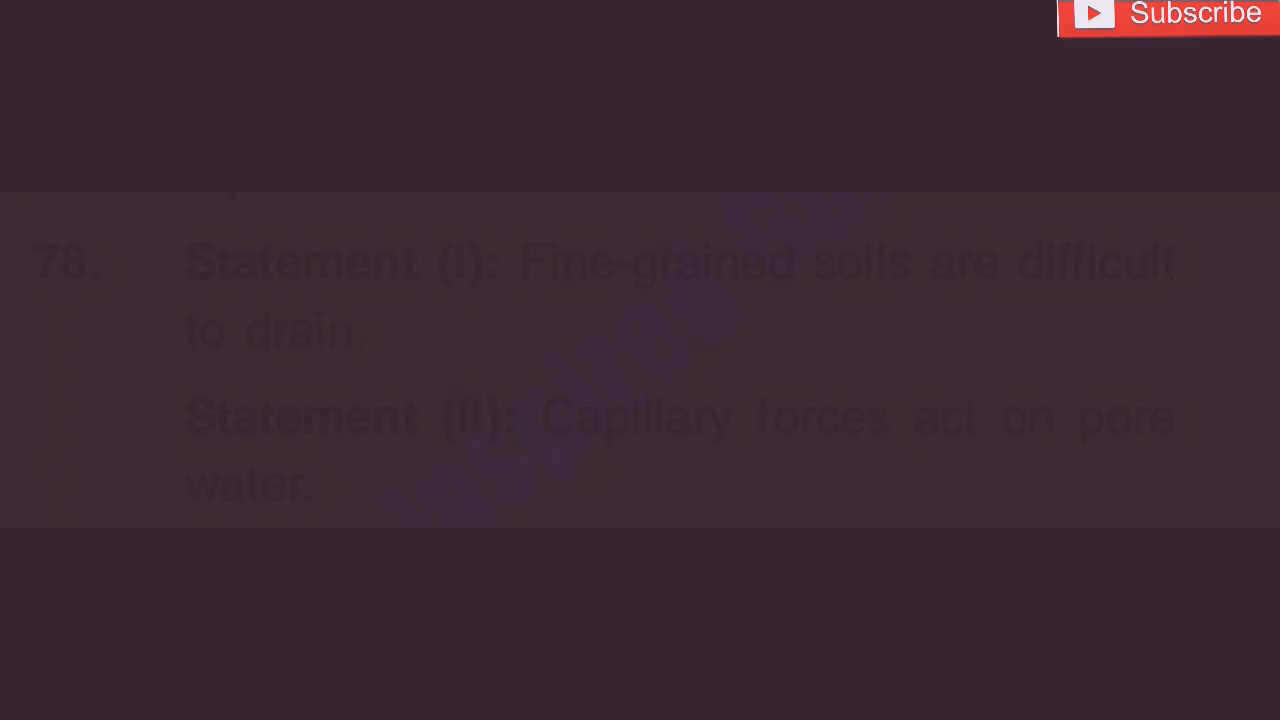 Subscribe
78. Statement (I): Fine-grained soils are difficult
to drain.
Statement (II): Capillary forces act on pore
water.